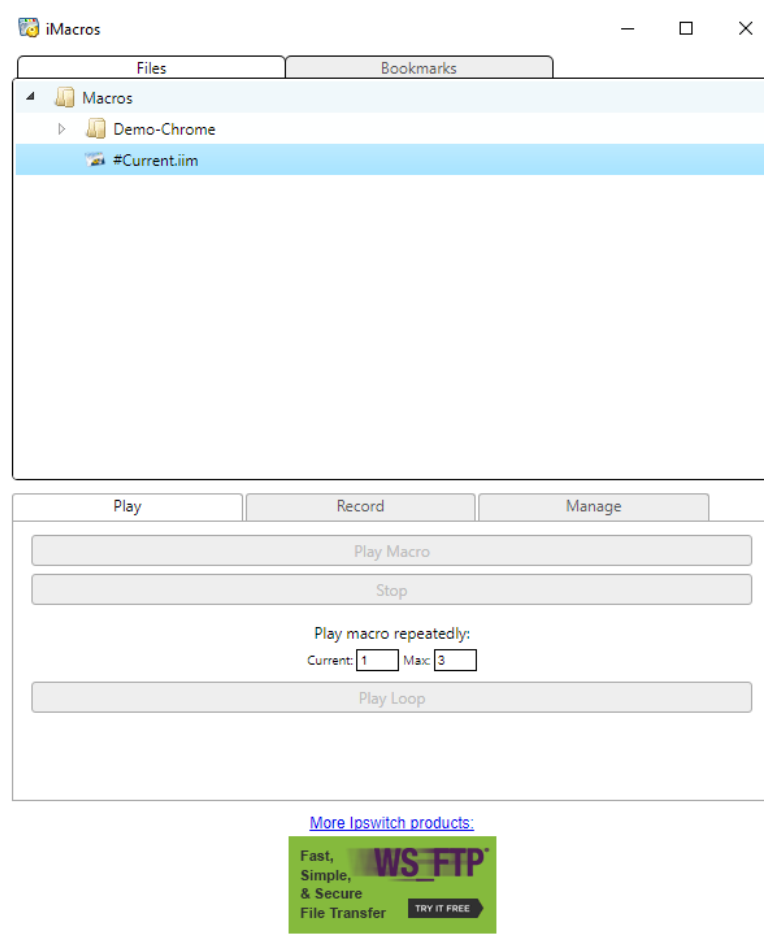 iMacros
Files Bookmarks
Macros
Demo-Chrome
#Current.iim
Play Record Manage
Play Macro
Stop
Play macro repeatedly:
Current: 1 Max: 3
Play Loop
More Ipswitch products:
Fast,
Simple,
& Secure
File Transfer
WS_FTP®
TRY IT FREE